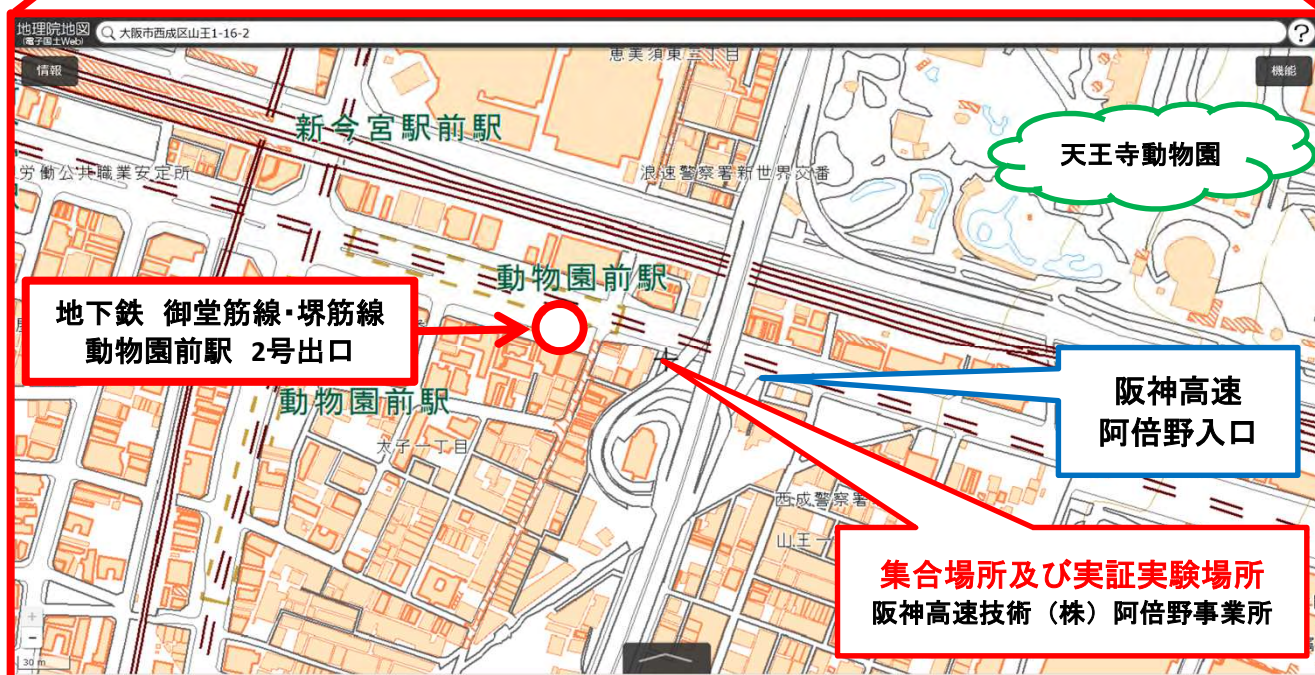 地理院地図
(電子国土Web)
大阪市西成区山王1-16-2
?
情報
機能
恵美須東三丁目
新今宮駅前駅
天王寺動物園
労働公共職業安定所
浪速警察署新世界交番
動物園前駅
地下鉄 御堂筋線・堺筋線
動物園前駅 2号出口
阪神高速
阿倍野入口
動物園前駅
太子一丁目
西成警察署
山王一
集合場所及び実証実験場所
阪神高速技術（株）阿倍野事業所
+
-
30 m